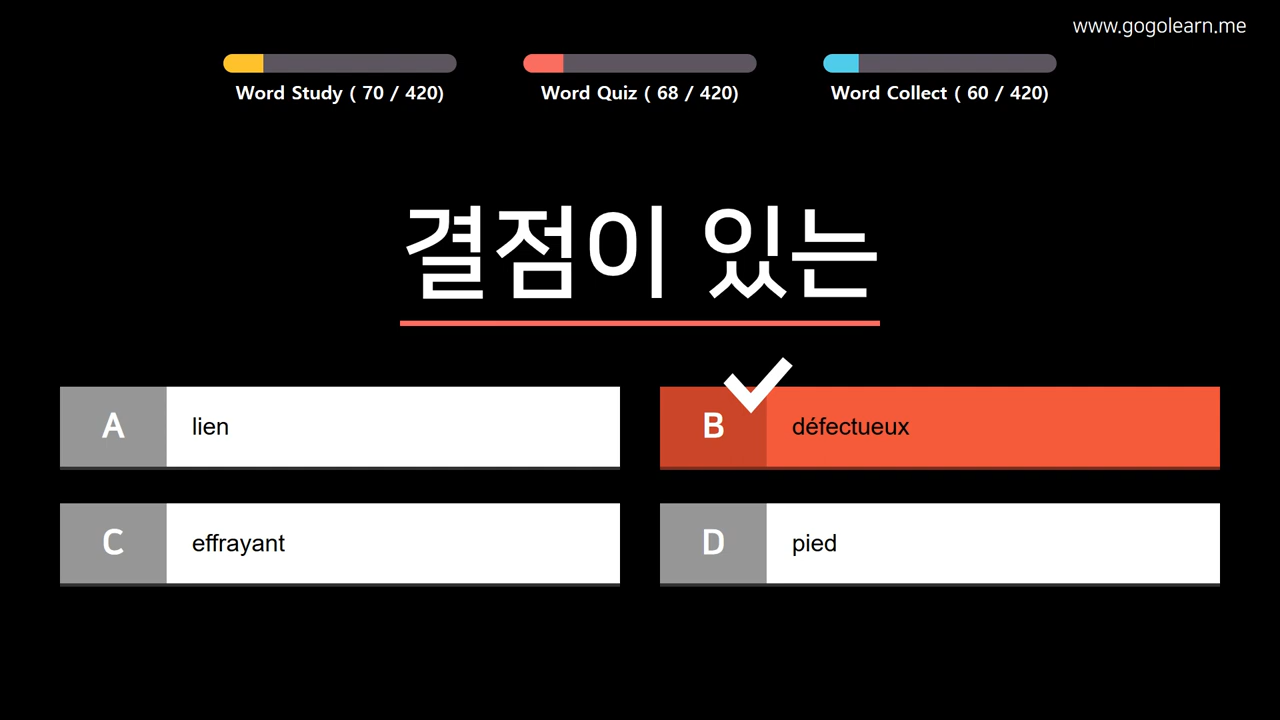 www.gogolearn.me
Word Study ( 70 / 420)
Word Quiz ( 68 / 420)
Word Collect ( 60 / 420)
결점이 있는
A lien
B défectueux
C effrayant
D pied